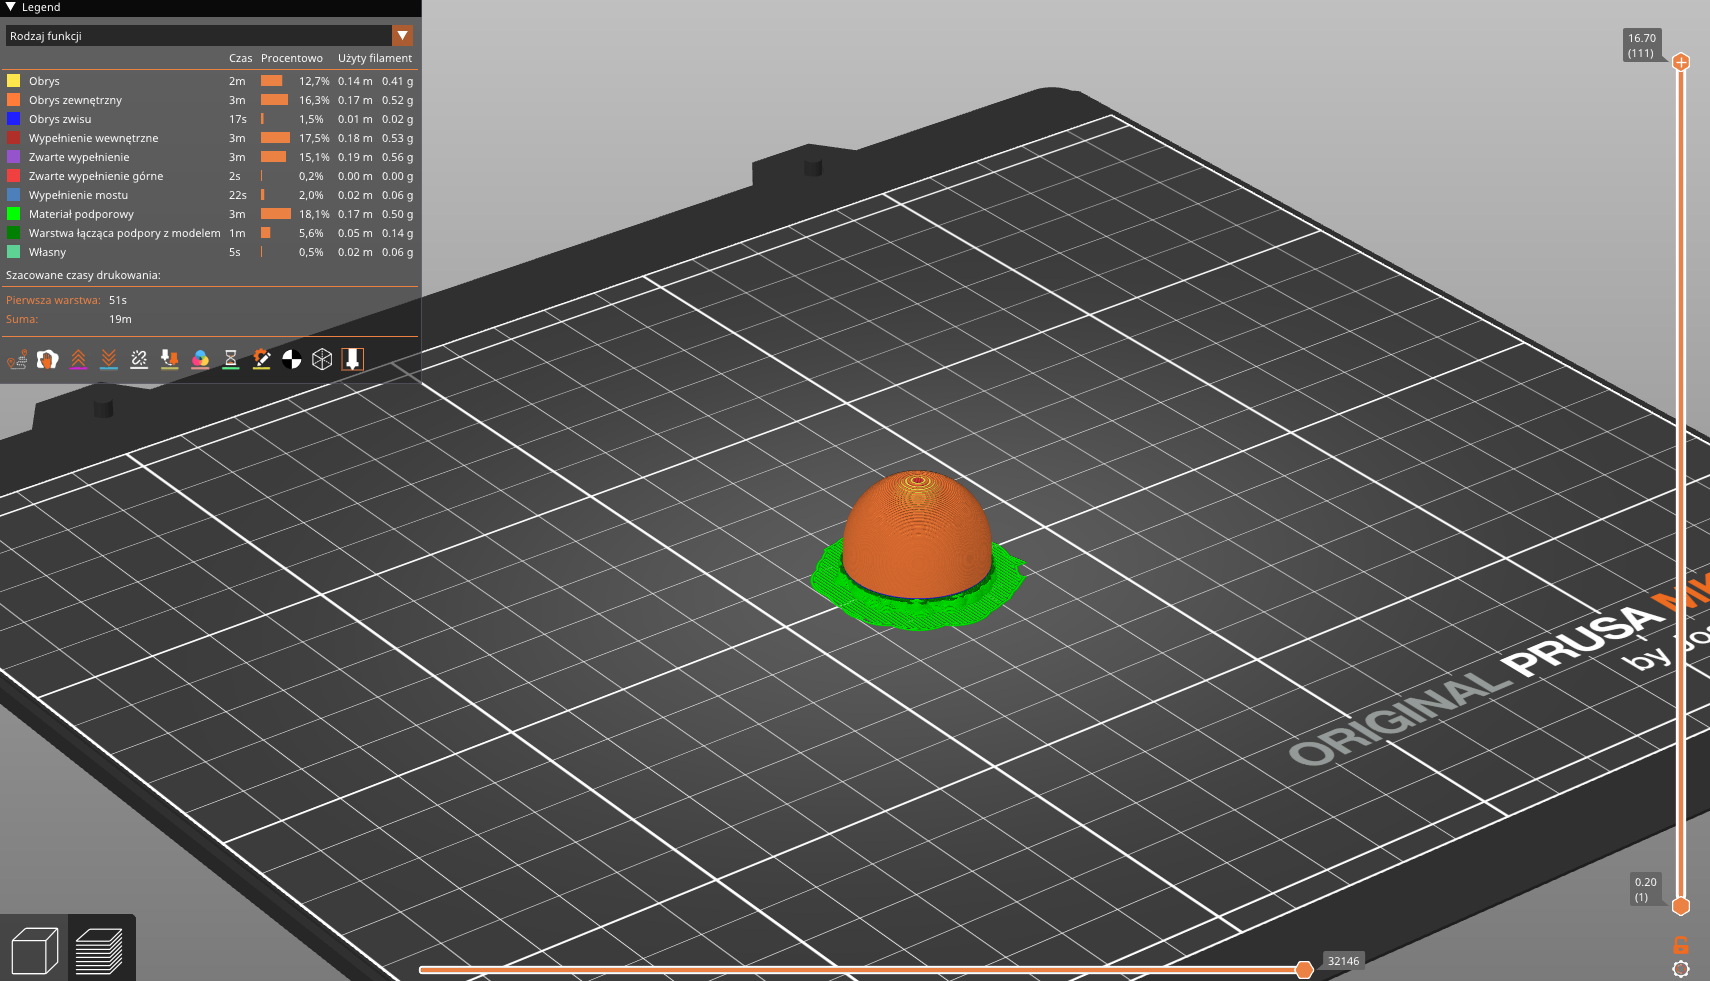 Legend
Rodzaj funkcji
Czas Procentowo Użyty filament
Obrys 2m 12,7% 0.14 m 0.41 g
Obrys zewnętrzny 3m 16,3% 0.17 m 0.52 g
Obrys zwisu 17s 1,5% 0.01 m 0.02 g
Wypełnienie wewnętrzne 3m 17,5% 0.18 m 0.53 g
Zwarte wypełnienie 3m 15,1% 0.19 m 0.56 g
Zwarte wypełnienie górne 2s 0,2% 0.00 m 0.00 g
Wypełnienie mostu 22s 2,0% 0.02 m 0.06 g
Materiał podporowy 3m 18,1% 0.17 m 0.50 g
Warstwa łącząca podpory z modelem 1m 5,6% 0.05 m 0.14 g
Własny 5s 0,5% 0.02 m 0.06 g
Szacowane czasy drukowania:
Pierwsza warstwa: 51s
Suma: 19m
16.70
(111)
ORIGINAL PRUSA
by
0.20
(1)
32146